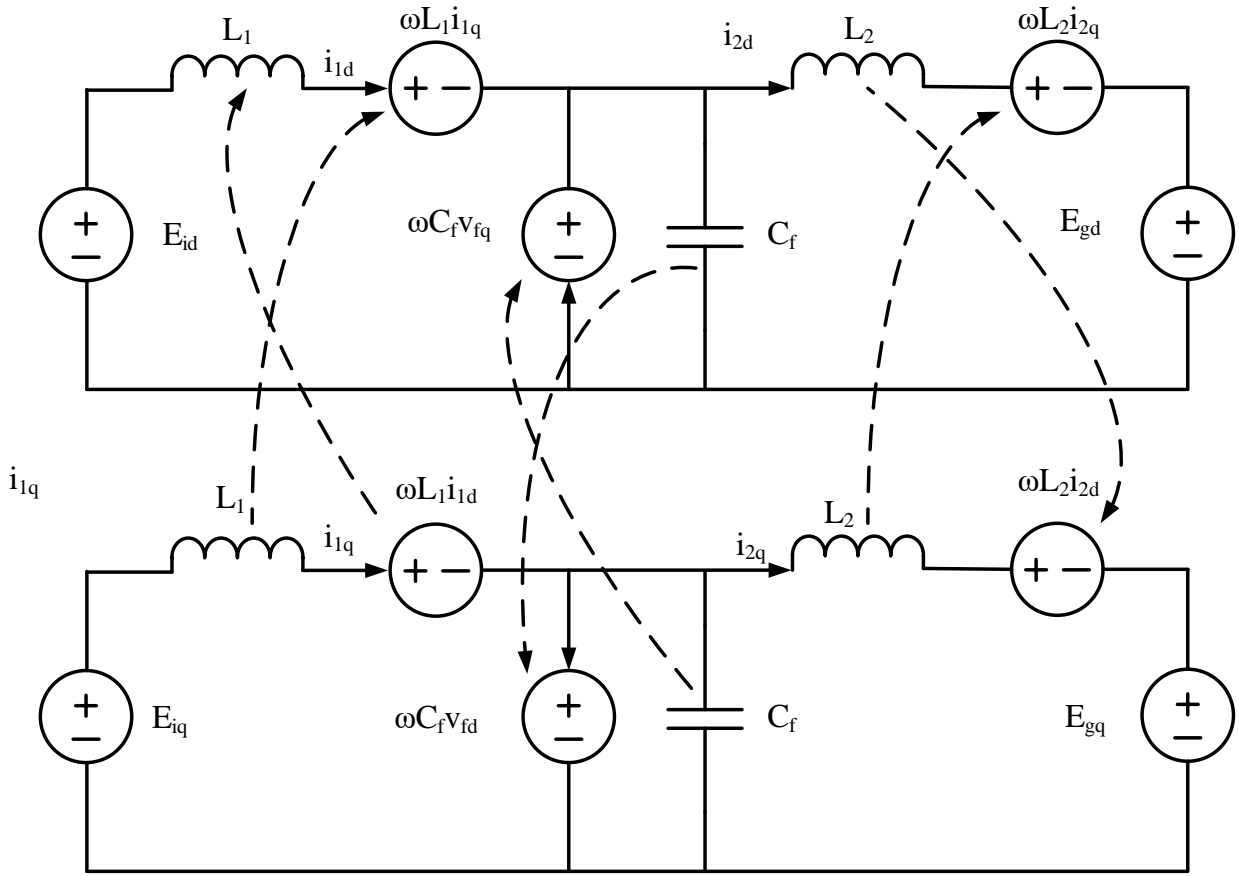 L₁
i₁d
ωL₁i₁q
i₂d
L₂
ωL₂i₂q
+ −
+ −
+
−
Eid
ωCfvfq
+
−
Cf
Egd
+
−
i₁q
L₁
i₁q
ωL₁i₁d
i₂q
L₂
ωL₂i₂d
+ −
+ −
+
−
Eiq
ωCfvfd
+
−
Cf
Egq
+
−